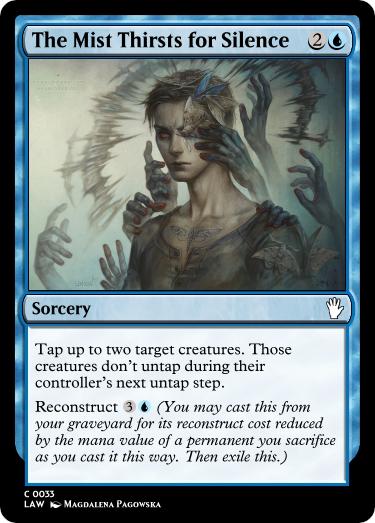 The Mist Thirsts for Silence 2
Sorcery
Tap up to two target creatures. Those
creatures don't untap during their
controller's next untap step.
Reconstruct 3 (You may cast this from
your graveyard for its reconstruct cost reduced
by the mana value of a permanent you sacrifice
as you cast it this way. Then exile this.)
C 0033
LAW Magdalena Pagowska